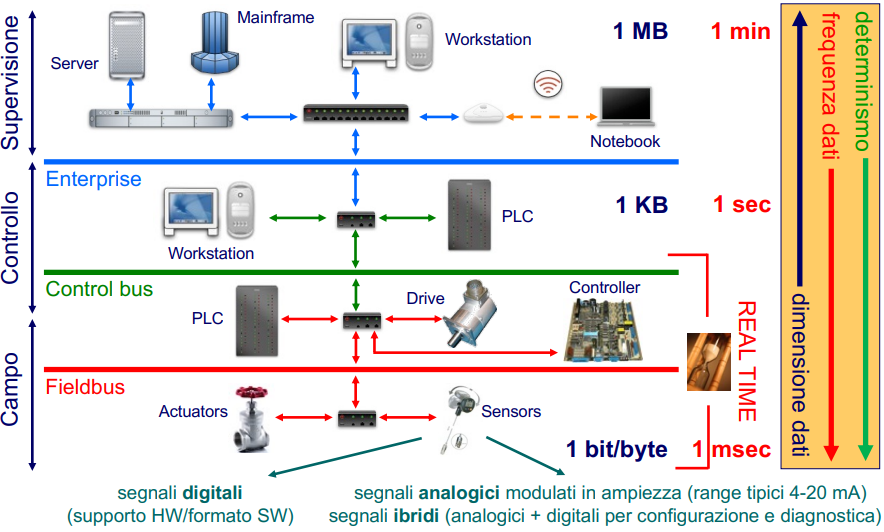 Supervisione
Server
Mainframe
Workstation
Notebook
1 MB
1 min
Enterprise
Controllo
Workstation
PLC
1 KB
1 sec
Control bus
PLC
Drive
Controller
REAL TIME
Campo
Fieldbus
Actuators
Sensors
1 bit/byte
1 msec
dimensione dati
frequenza dati
determinismo
segnali digitali
(supporto HW/formato SW)
segnali analogici modulati in ampiezza (range tipici 4-20 mA)
segnali ibridi (analogici + digitali per configurazione e diagnostica)